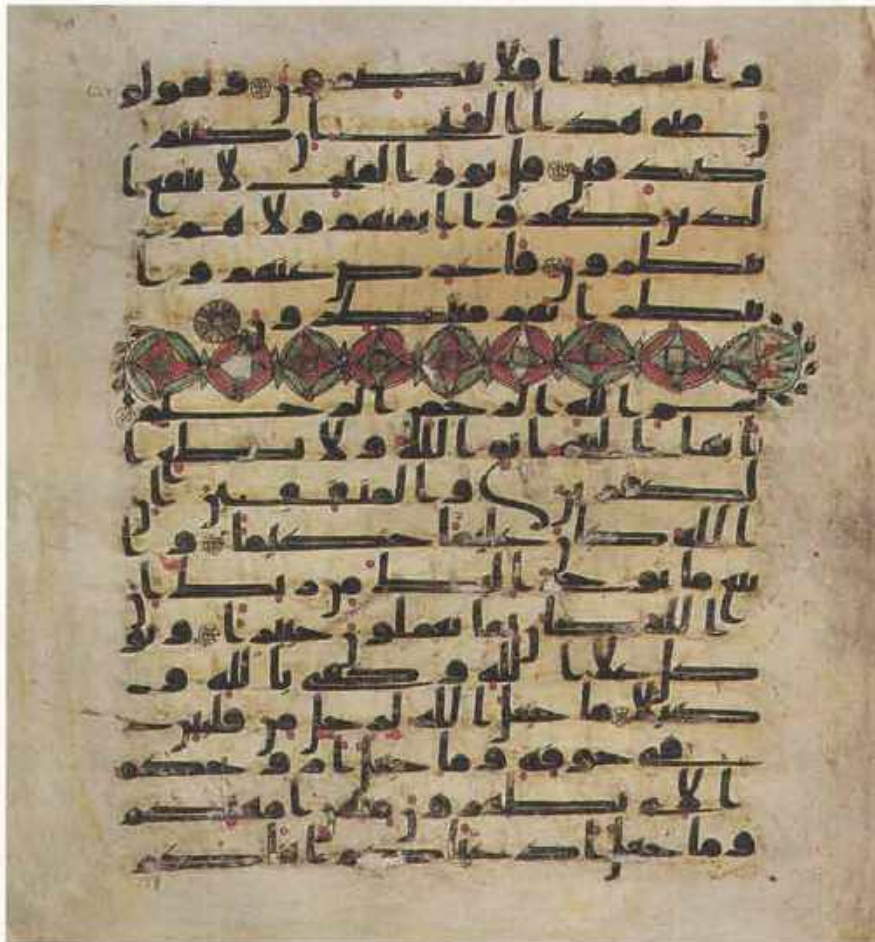 وانفسهم افلا يبصرون ويقولو
ن متى هذا الفتح ان كنتم
صدقين قل يوم الفتح لا ينفع ا
لذين كفروا ايمنهم ولا هم
ينظرون فاعرض عنهم وا
نتظر انهم منتظرون
بسم الله الرحمن الرحيم
يايها النبي اتق الله ولا تطع ا
لكفرين والمنفقين ان
الله كان عليما حكيما وا
تبع ما يوحى اليك من ربك ان
الله كان بما تعملون خبيرا وتو
كل على الله وكفى بالله و
كيلا ما جعل الله لرجل من قلبين
في جوفه وما جعل ازوجكم
الى تظهرون منهن امهتكم
وما جعل ادعياكم ابناكم